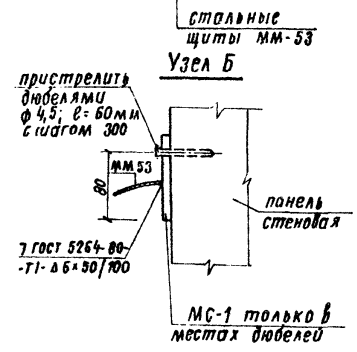 стальные
щиты мм-53
Узел Б
пристрелить
дюбелями
ф 4,5; ℓ= 60мм
с шагом 300
мм 53
80
панель
стеновая
7 ГОСТ 5264-80-
-Т1-Δ6×50/100
МС-1 только в
местах дюбелей